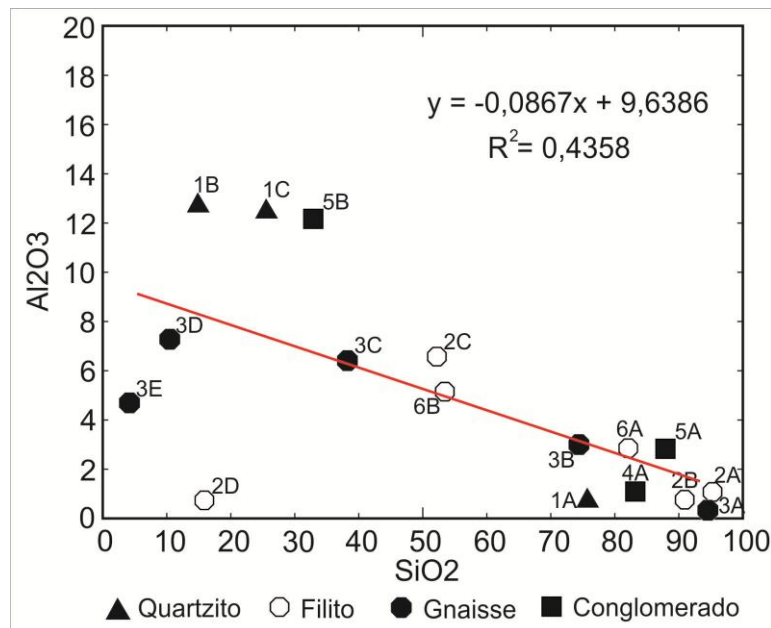 20
18
16
14
12
10
8
6
4
2
0
Al2O3
y = -0,0867x + 9,6386
R2= 0,4358
1B
1C
5B
3D
3C
2C
3E
6B
6A
5A
3B
2D
1A
4A
2B
2A
3A
0 10 20 30 40 50 60 70 80 90 100
SiO2
Quartzito Filito Gnaisse Conglomerado